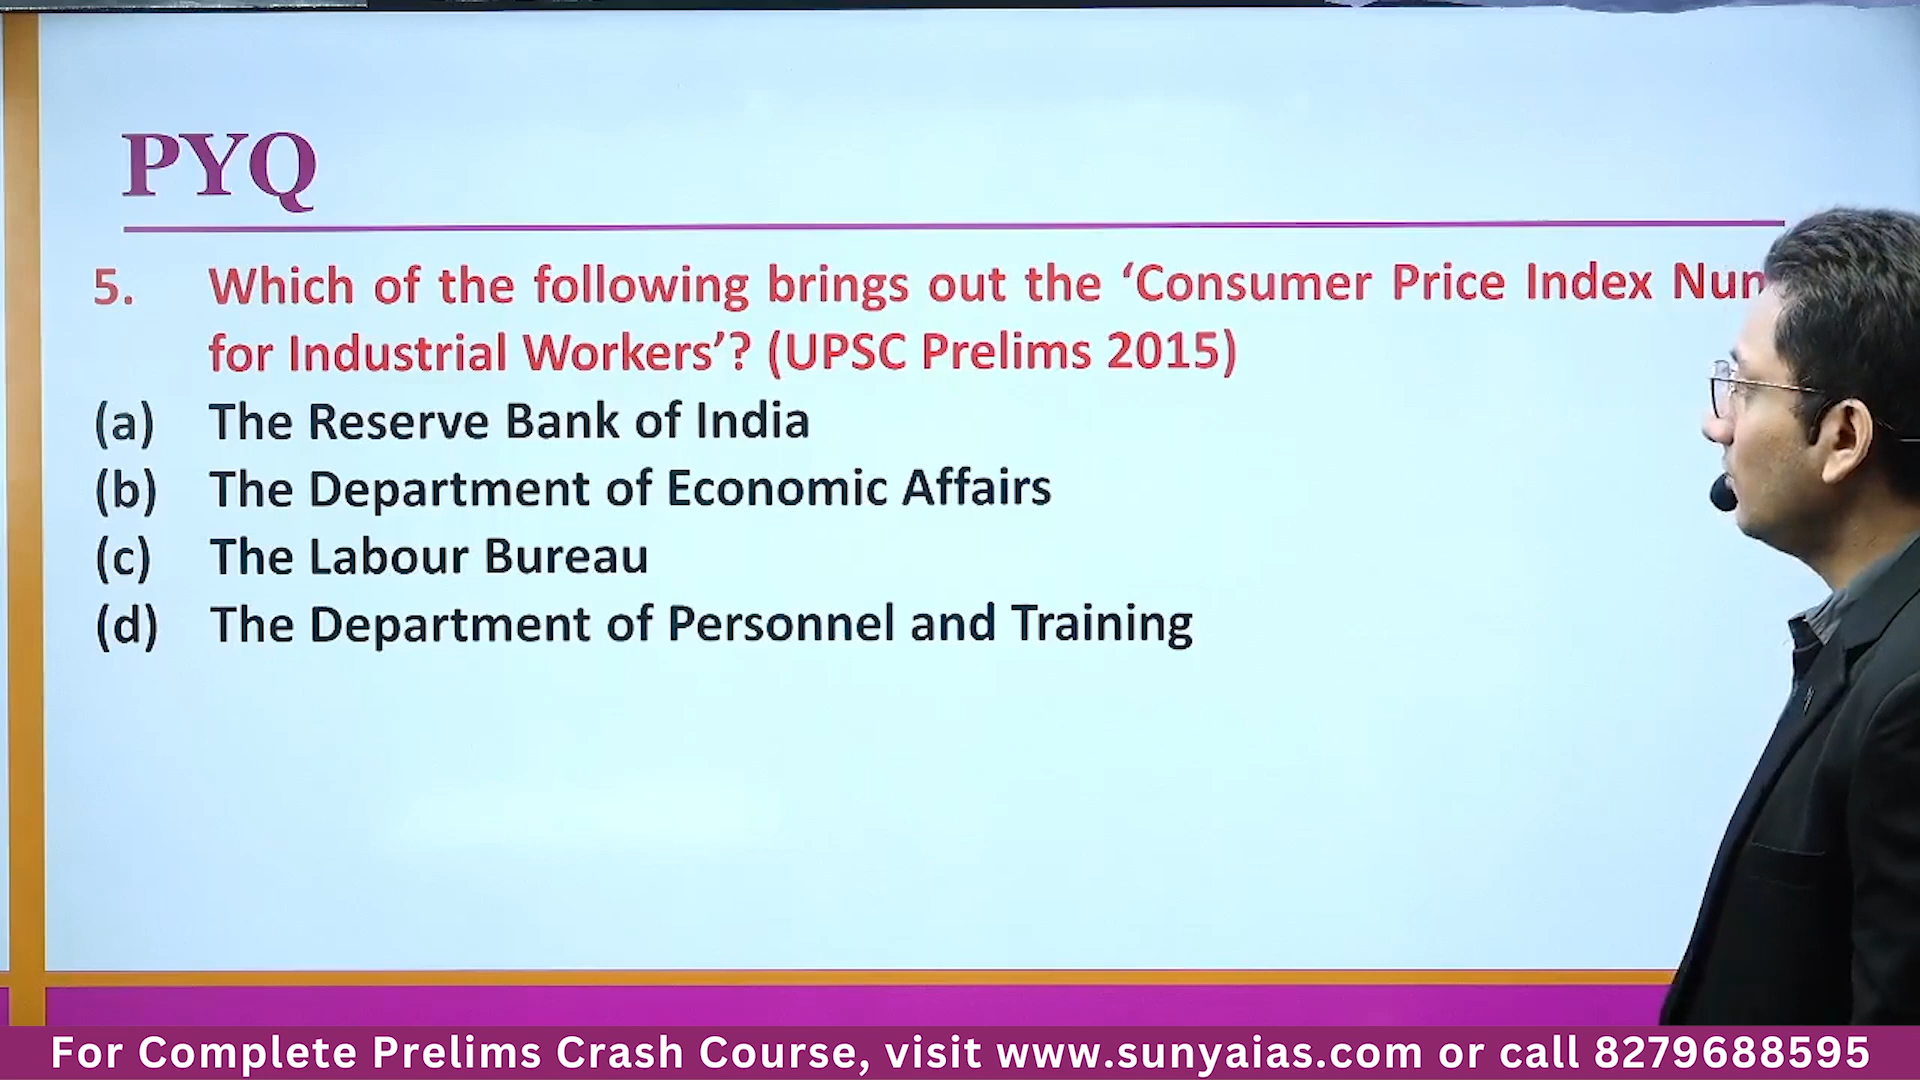 PYQ
5. Which of the following brings out the ‘Consumer Price Index
for Industrial Workers’? (UPSC Prelims 2015)
(a) The Reserve Bank of India
(b) The Department of Economic Affairs
(c) The Labour Bureau
(d) The Department of Personnel and Training
For Complete Prelims Crash Course, visit www.sunyaias.com or call 8279688595